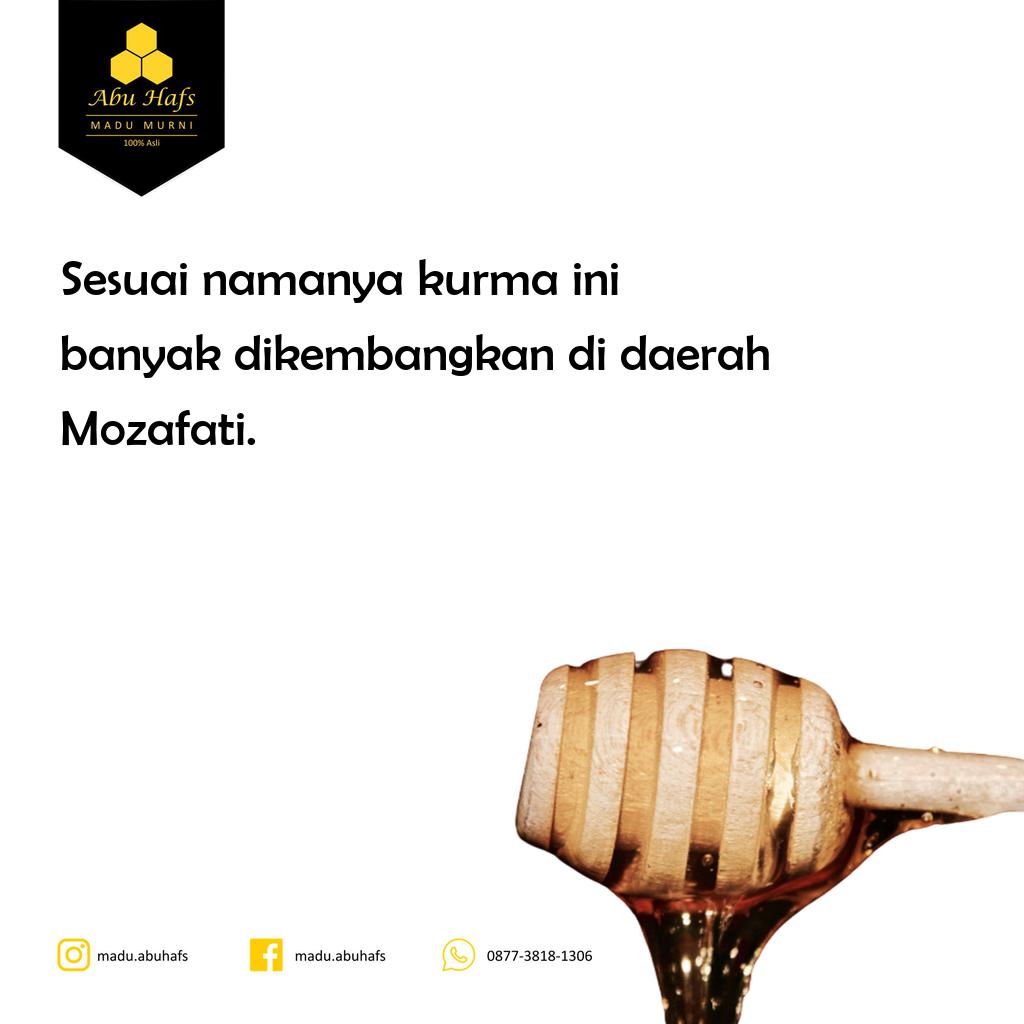 Abu Hafs
MADU MURNI
100% Asli
Sesuai namanya kurma ini
banyak dikembangkan di daerah
Mozafati.
madu.abuhafs
madu.abuhafs
0877-3818-1306